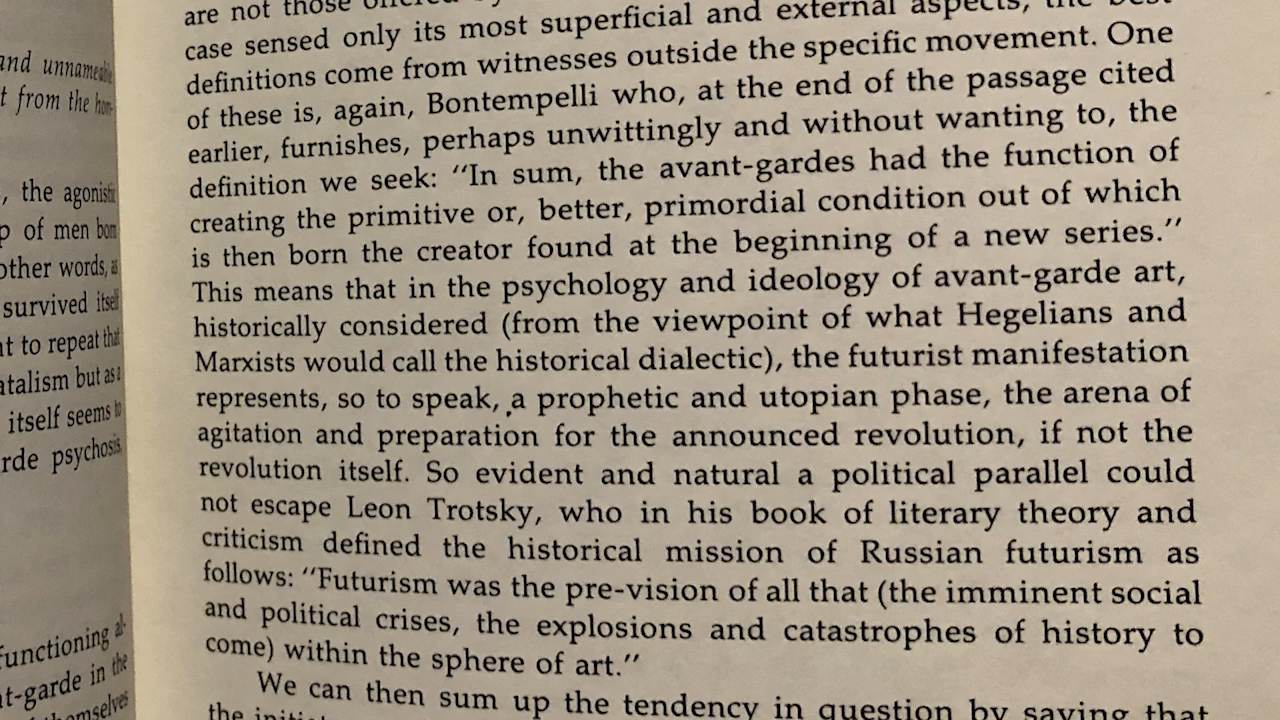 and unnameable
t from the
, the agonistic
p of men born
other words, as
survived itself
nt to repeat that
atalism but as a
itself seems to
rde psychosis,
functioning
nt-garde in the
themselves
are not those offered
case sensed only its most superficial and external aspects, the best
definitions come from witnesses outside the specific movement. One
of these is, again, Bontempelli who, at the end of the passage cited
earlier, furnishes, perhaps unwittingly and without wanting to, the
definition we seek: “In sum, the avant-gardes had the function of
creating the primitive or, better, primordial condition out of which
is then born the creator found at the beginning of a new series.”
This means that in the psychology and ideology of avant-garde art,
historically considered (from the viewpoint of what Hegelians and
Marxists would call the historical dialectic), the futurist manifestation
represents, so to speak, a prophetic and utopian phase, the arena of
agitation and preparation for the announced revolution, if not the
revolution itself. So evident and natural a political parallel could
not escape Leon Trotsky, who in his book of literary theory and
criticism defined the historical mission of Russian futurism as
follows: “Futurism was the pre-vision of all that (the imminent social
and political crises, the explosions and catastrophes of history to
come) within the sphere of art.”
We can then sum up the tendency in question by saying that
the